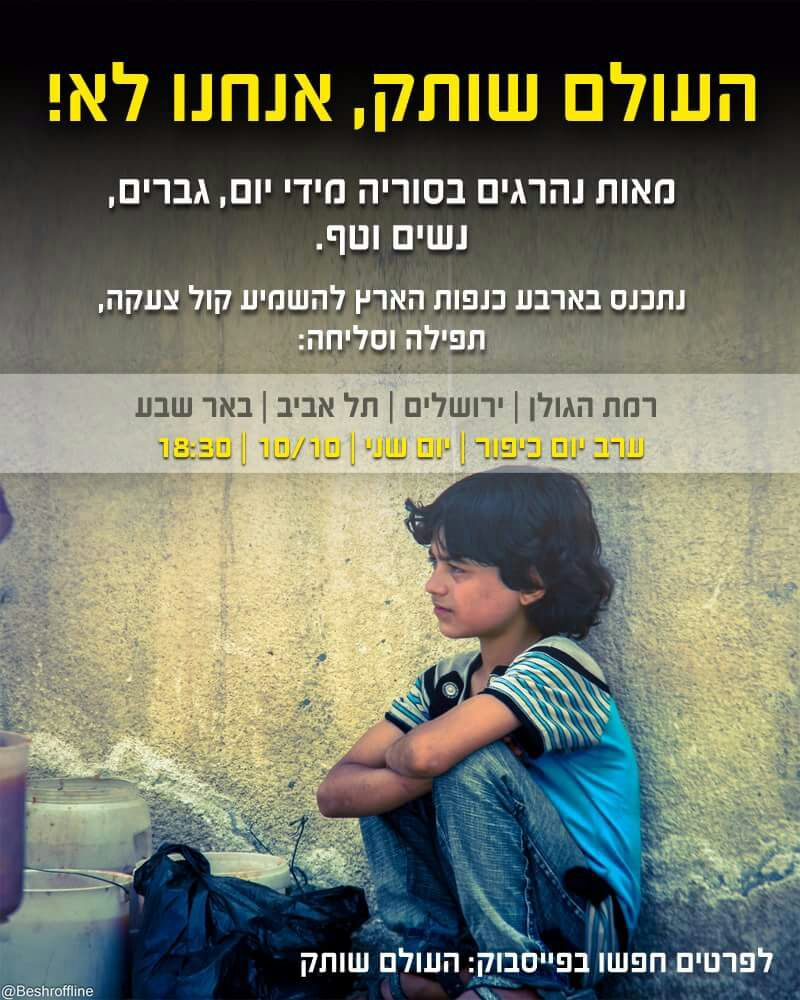 העולם שותק, אנחנו לא!
מאות נהרגים בסוריה מידי יום, גברים,
נשים וטף.
נתכנס בארבע כנפות הארץ להשמיע קול צעקה,
תפילה וסליחה:
רמת הגולן | ירושלים | תל אביב | באר שבע
ערב יום כיפור | יום שני | 10/10 | 18:30
לפרטים חפשו בפייסבוק: העולם שותק
@Beshroffline